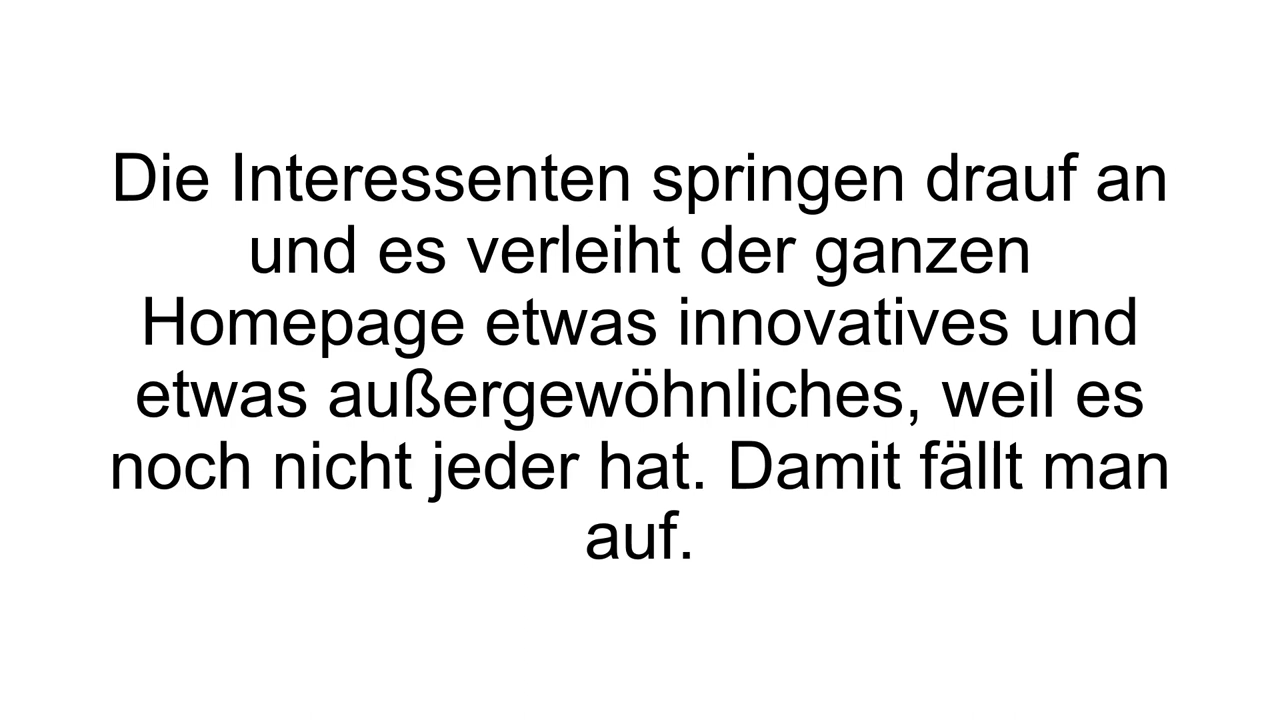 Die Interessenten springen drauf an
und es verleiht der ganzen
Homepage etwas innovatives und
etwas außergewöhnliches, weil es
noch nicht jeder hat. Damit fällt man
auf.